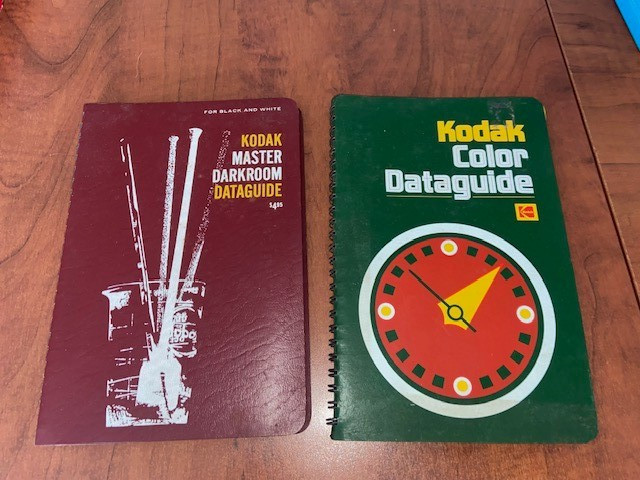 FOR BLACK AND WHITE
KODAK
MASTER
DARKROOM
DATAGUIDE
$4.95
Kodak
Color
Dataguide